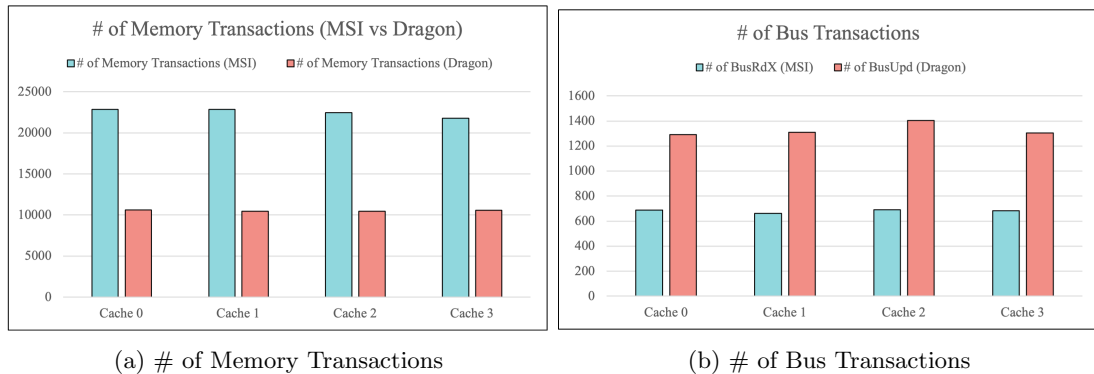 # of Memory Transactions (MSI vs Dragon)
# of Memory Transactions (MSI)
# of Memory Transactions (Dragon)
25000
20000
15000
10000
5000
0
Cache 0
Cache 1
Cache 2
Cache 3
(a) # of Memory Transactions
# of Bus Transactions
# of BusRdX (MSI)
# of BusUpd (Dragon)
1600
1400
1200
1000
800
600
400
200
0
Cache 0
Cache 1
Cache 2
Cache 3
(b) # of Bus Transactions